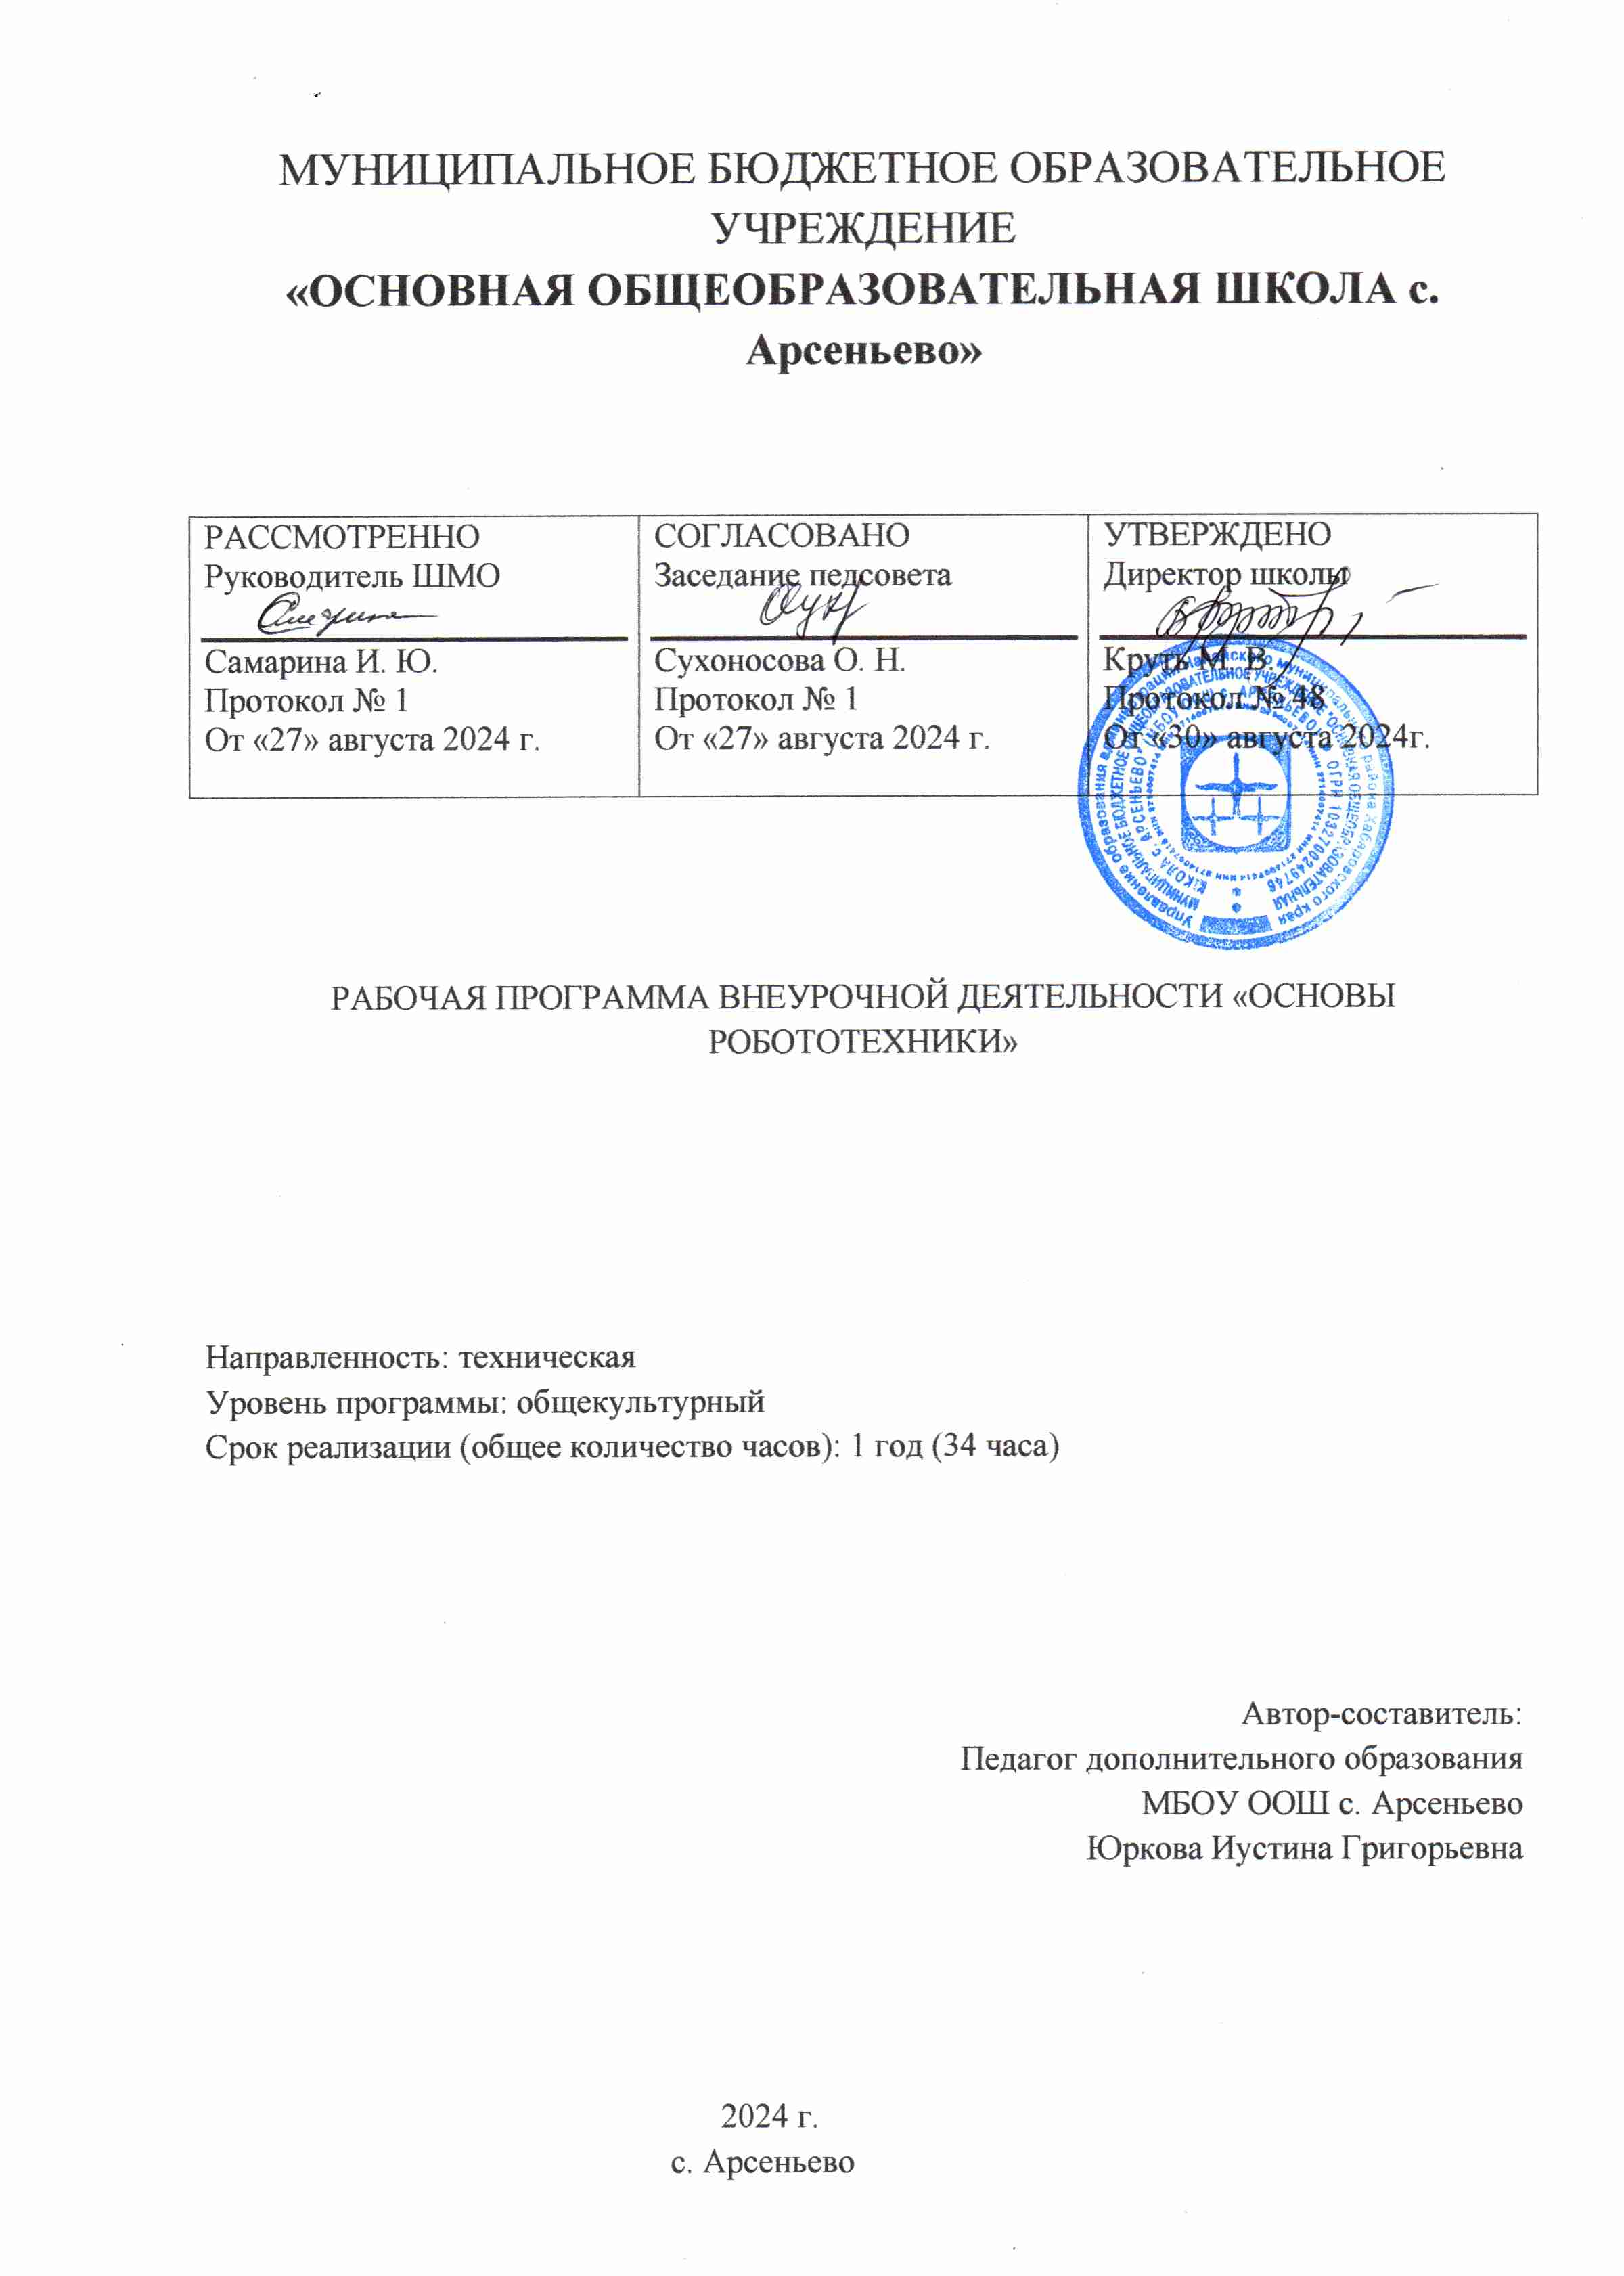 МУНИЦИПАЛЬНОЕ БЮДЖЕТНОЕ ОБРАЗОВАТЕЛЬНОЕ
УЧРЕЖДЕНИЕ
«ОСНОВНАЯ ОБЩЕОБРАЗОВАТЕЛЬНАЯ ШКОЛА с.
Арсеньево»
РАССМОТРЕННО
Руководитель ШМО
Самарина И. Ю.
Протокол № 1
От «27» августа 2024 г.
СОГЛАСОВАНО
Заседание педсовета
Сухоносова О. Н.
Протокол № 1
От «27» августа 2024 г.
УТВЕРЖДЕНО
Директор школы
Круть М. В.
Протокол № 48
От «30» августа 2024г.
РАБОЧАЯ ПРОГРАММА ВНЕУРОЧНОЙ ДЕЯТЕЛЬНОСТИ «ОСНОВЫ
РОБОТОТЕХНИКИ»
Направленность: техническая
Уровень программы: общекультурный
Срок реализации (общее количество часов): 1 год (34 часа)
Автор-составитель:
Педагог дополнительного образования
МБОУ ООШ с. Арсеньево
Юркова Иустина Григорьевна
2024 г.
с. Арсеньево